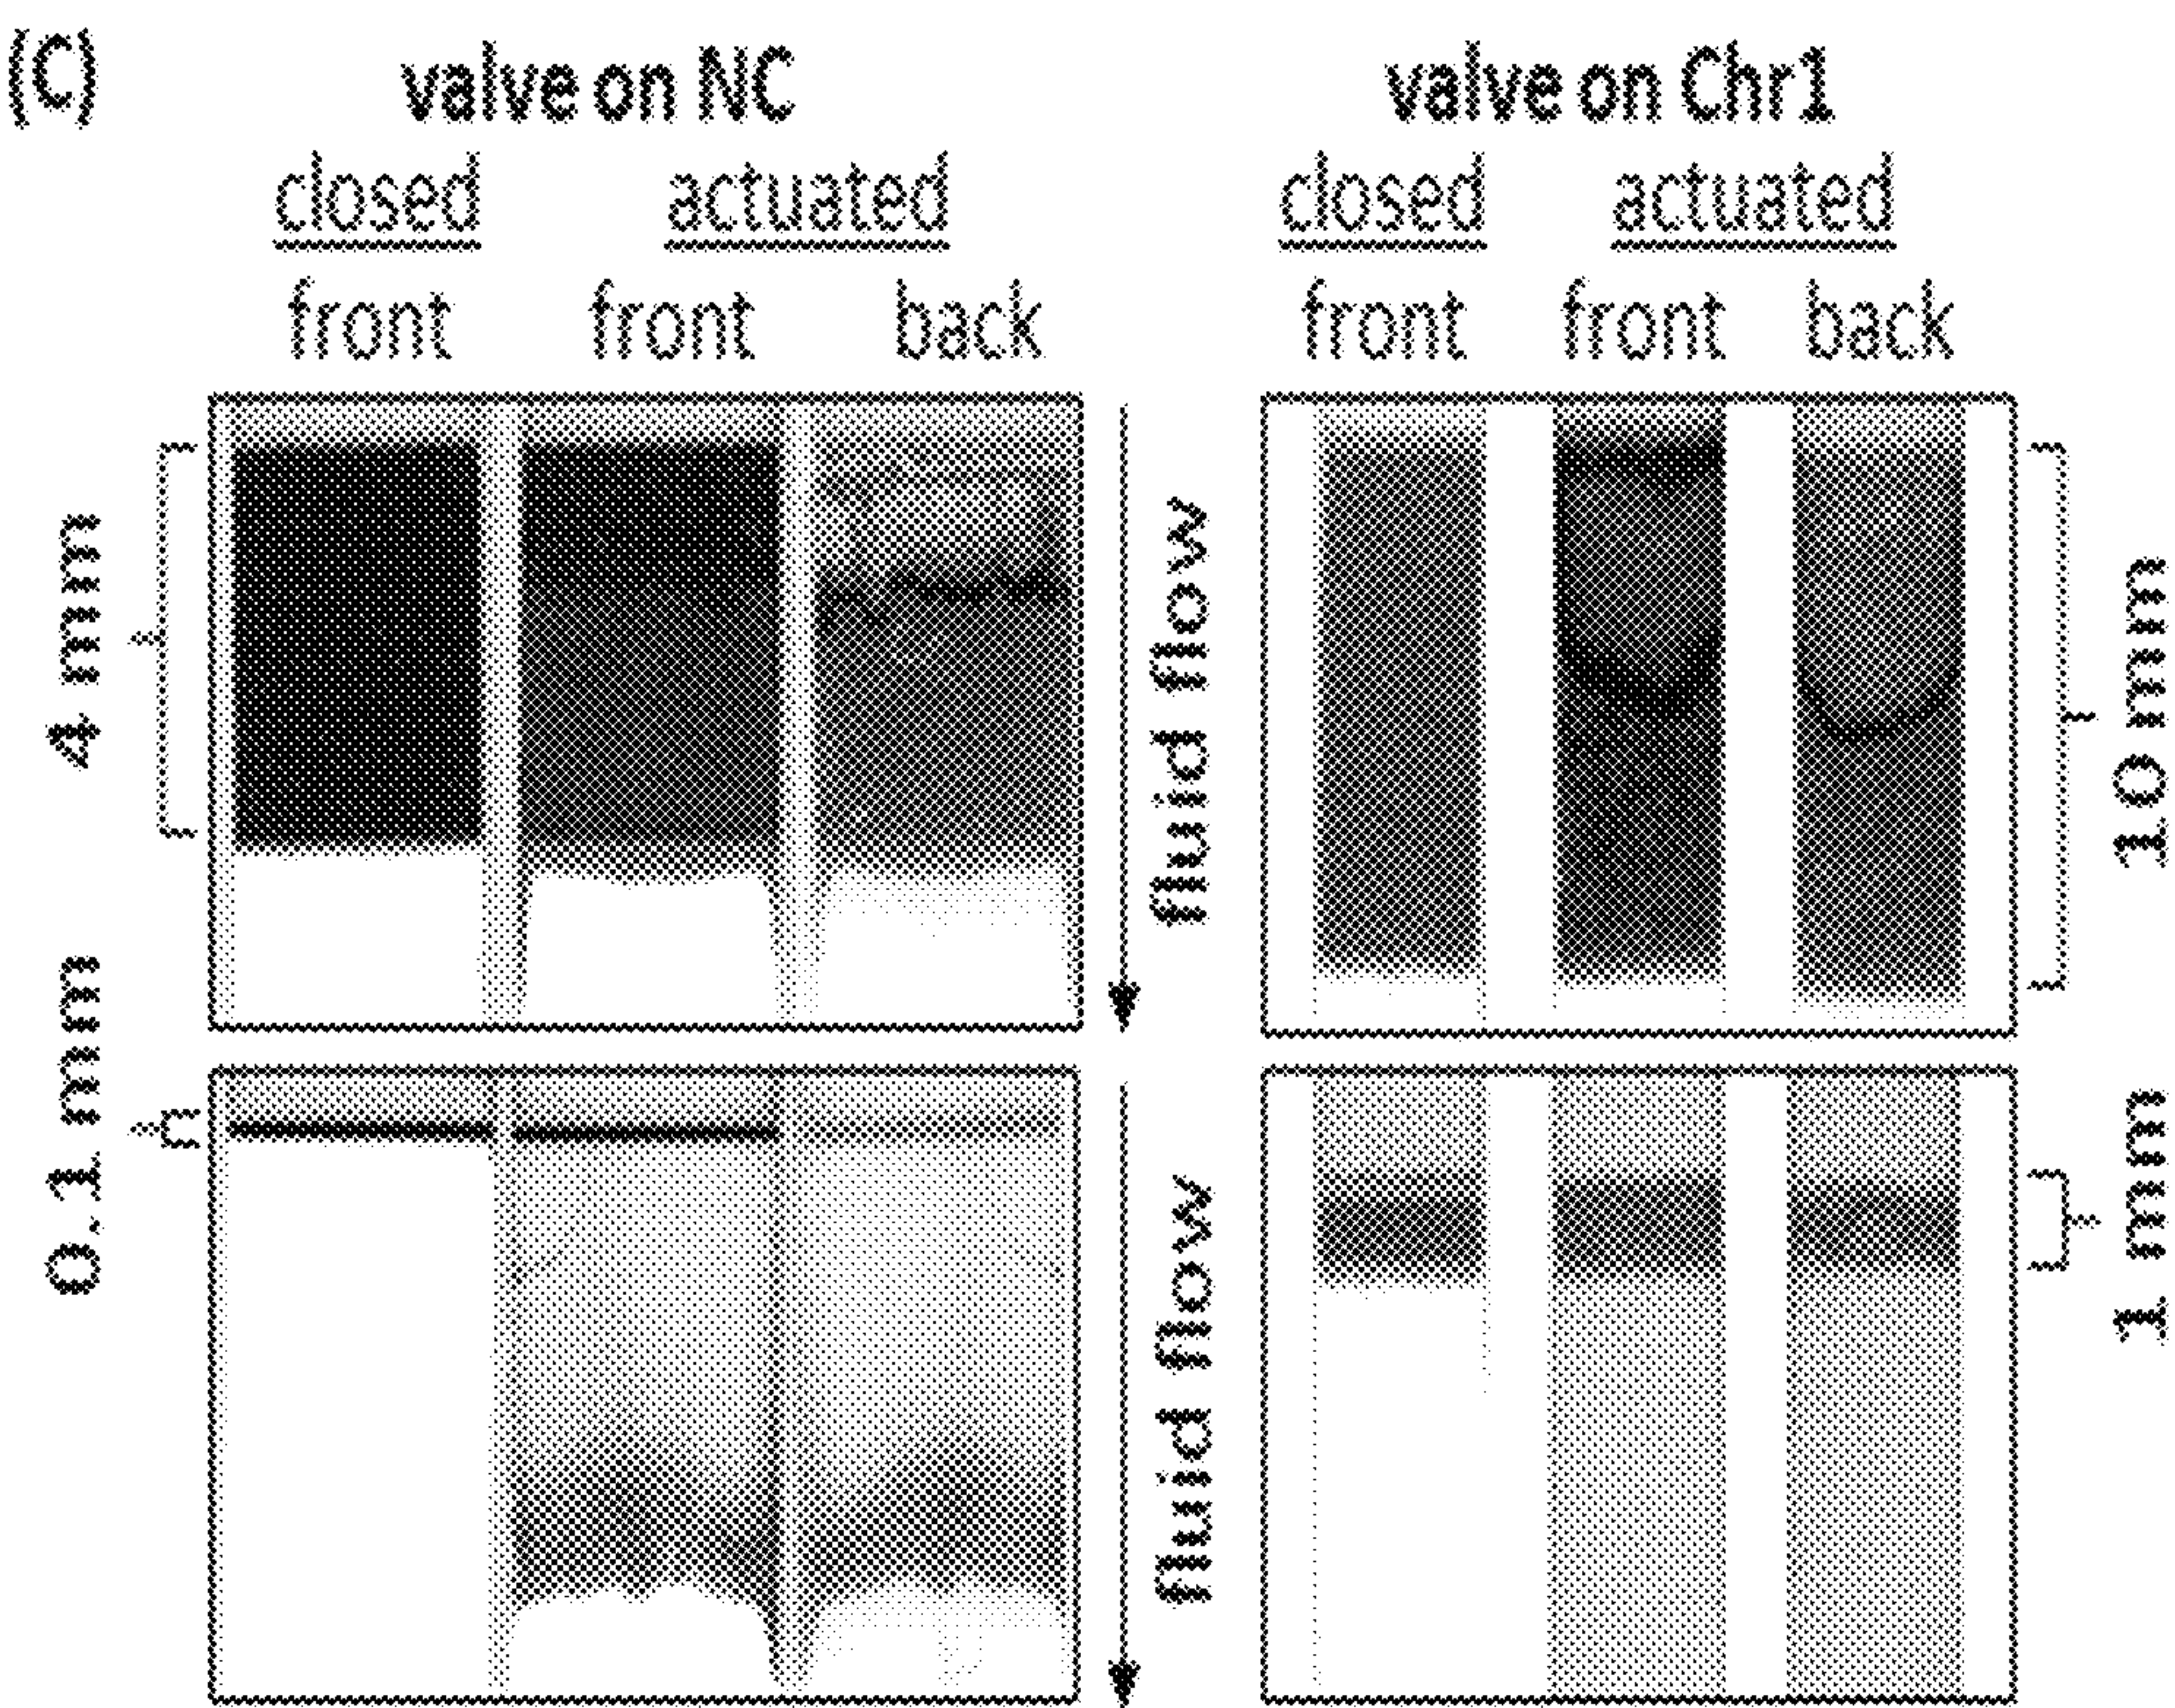 (C)
valve on NC
closed actuated
front front back
4 mm
0.1 mm
fluid flow
fluid flow
valve on Chr1
closed actuated
front front back
10 mm
1 mm